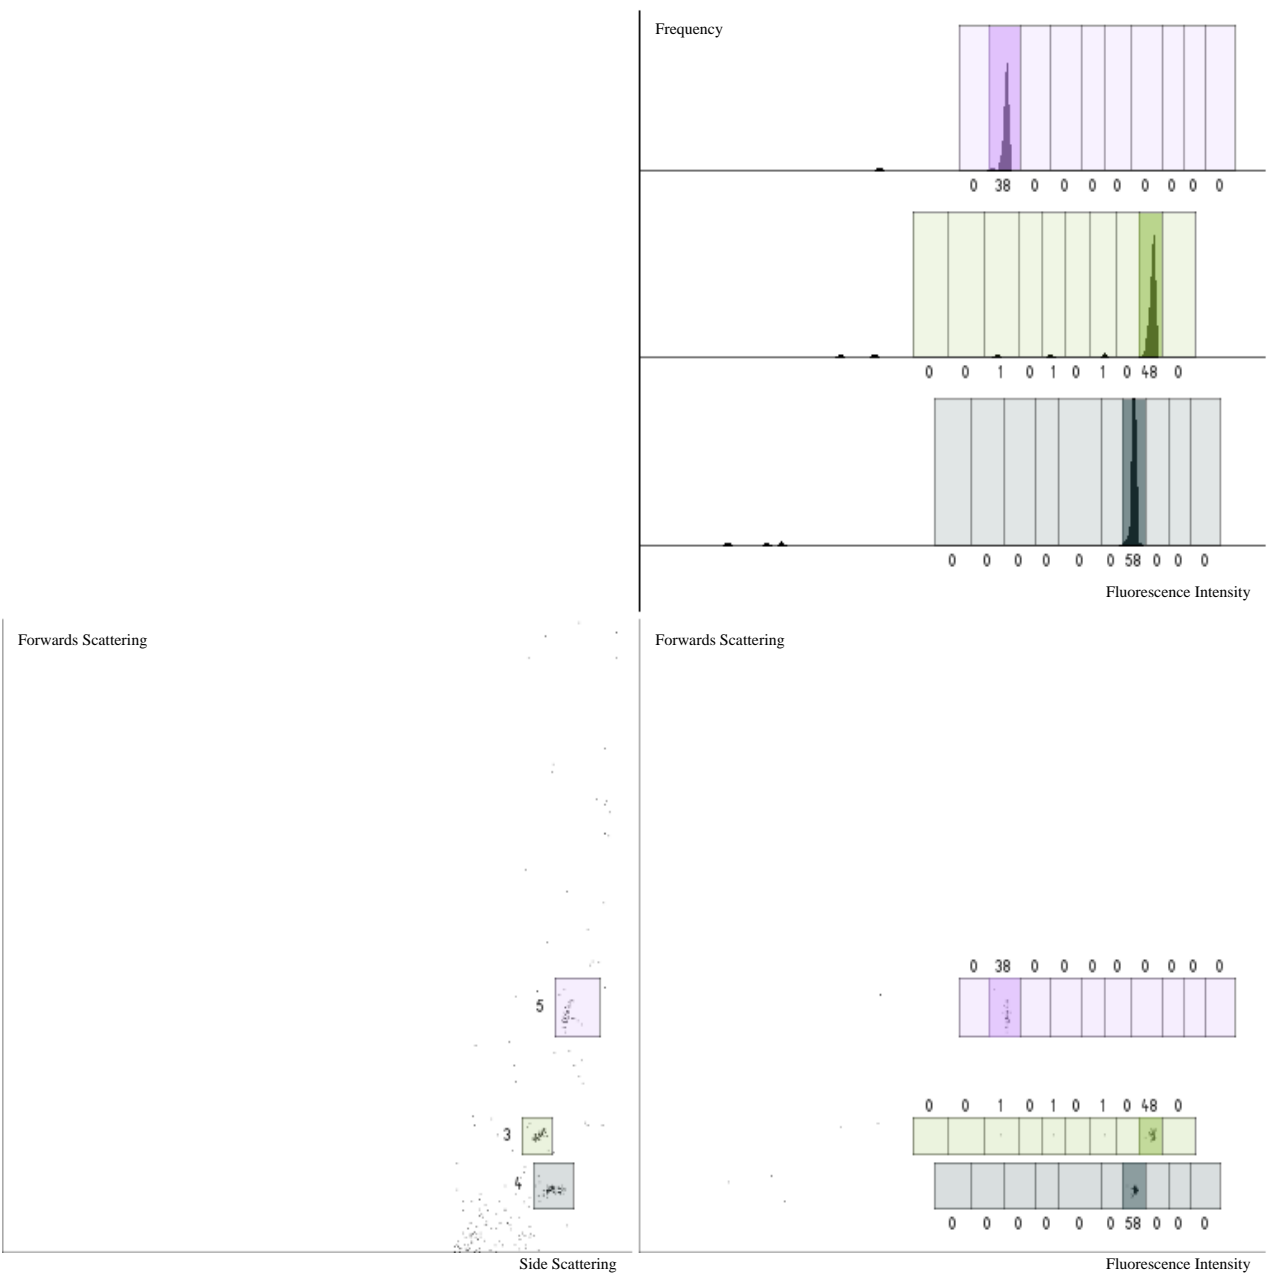 Frequency
0 38 0 0 0 0 0 0 0 0
0 0 1 0 1 0 1 0 48 0
0 0 0 0 0 0 58 0 0 0
Fluorescence Intensity
Forwards Scattering
5
3
4
Side Scattering
Forwards Scattering
0 38 0 0 0 0 0 0 0 0
0 0 1 0 1 0 1 0 48 0
0 0 0 0 0 0 58 0 0 0
Fluorescence Intensity